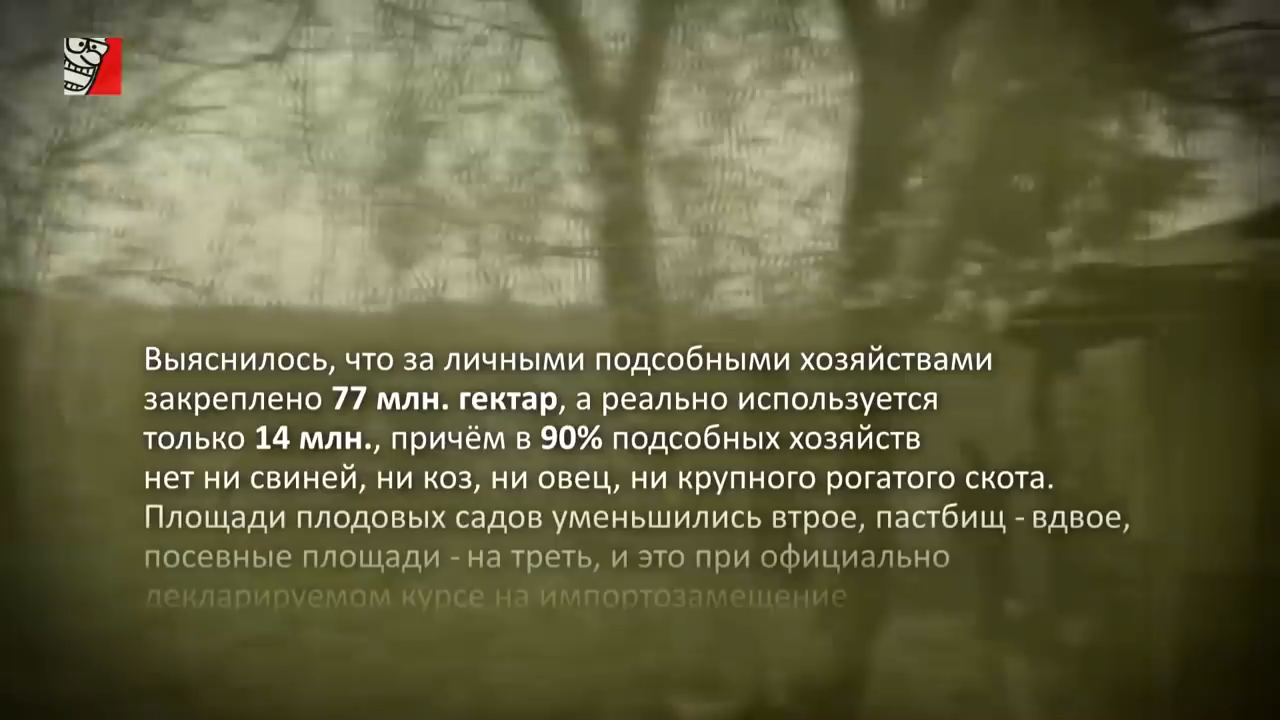 Выяснилось, что за личными подсобными хозяйствами
закреплено 77 млн. гектар, а реально используется
только 14 млн., причём в 90% подсобных хозяйств
нет ни свиней, ни коз, ни овец, ни крупного рогатого скота.
Площади плодовых садов уменьшились втрое, пастбищ - вдвое,
посевные площади - на треть, и это при официально
декларируемом курсе на импортозамещение